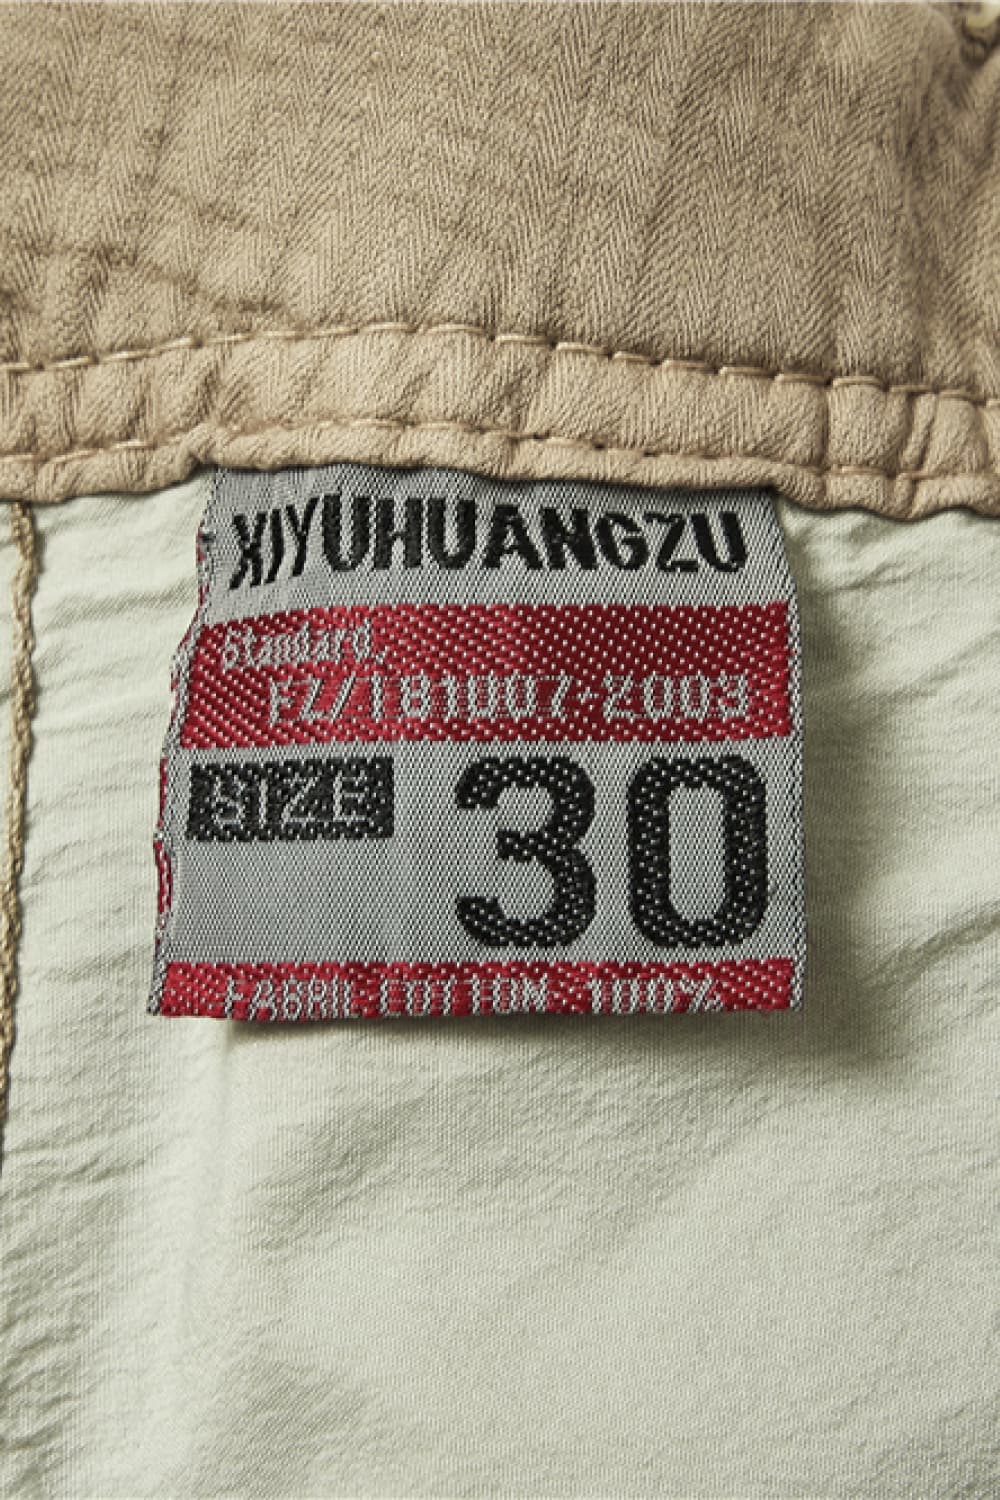 XIYUHUANGZU
Standard.
FZ/T81007-2003
SIZE 30
FABRIC COTTON 100%